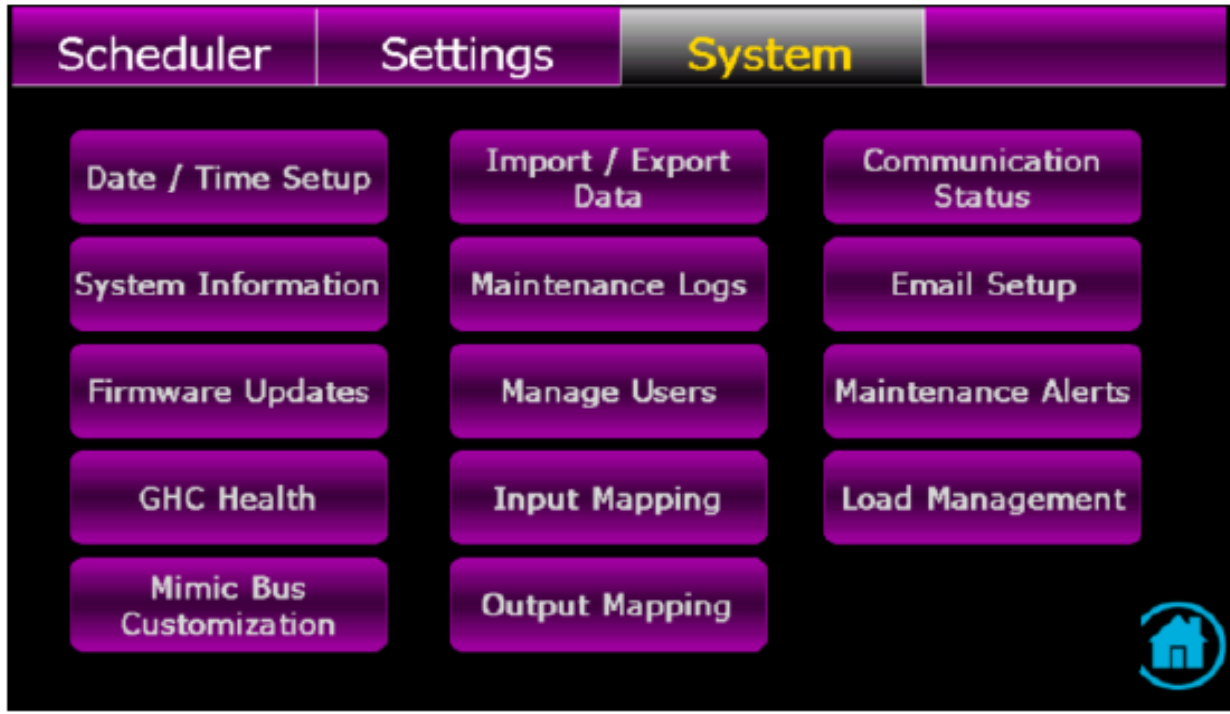 Scheduler
Settings
System
Date / Time Setup
Import / Export
Data
Communication
Status
System Information
Maintenance Logs
Email Setup
Firmware Updates
Manage Users
Maintenance Alerts
GHC Health
Input Mapping
Load Management
Mimic Bus
Customization
Output Mapping